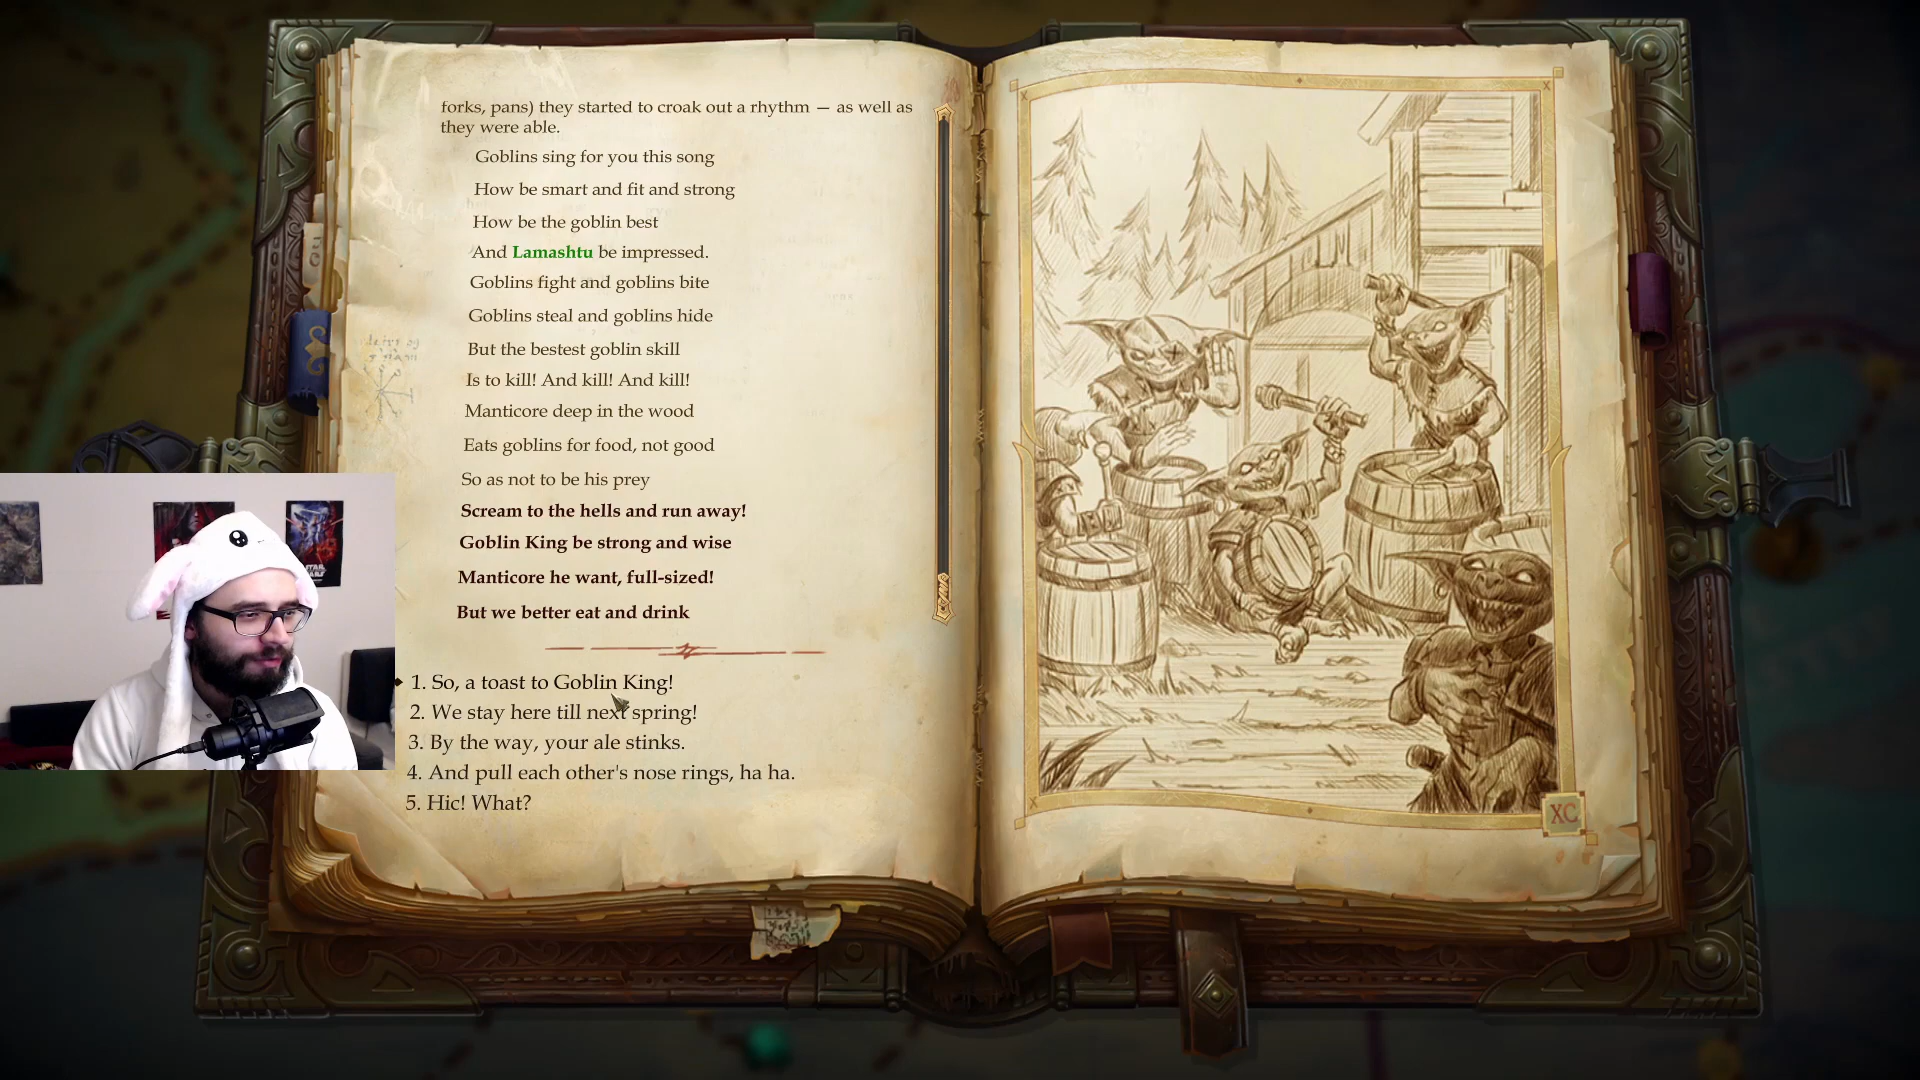 forks, pans) they started to croak out a rhythm — as well as
they were able.
Goblins sing for you this song
How be smart and fit and strong
How be the goblin best
And Lamashtu be impressed.
Goblins fight and goblins bite
Goblins steal and goblins hide
But the bestest goblin skill
Is to kill! And kill! And kill!
Manticore deep in the wood
Eats goblins for food, not good
So as not to be his prey
Scream to the hells and run away!
Goblin King be strong and wise
Manticore he want, full-sized!
But we better eat and drink
1. So, a toast to Goblin King!
2. We stay here till next spring!
3. By the way, your ale stinks.
4. And pull each other's nose rings, ha ha.
5. Hic! What?
XC
STAR